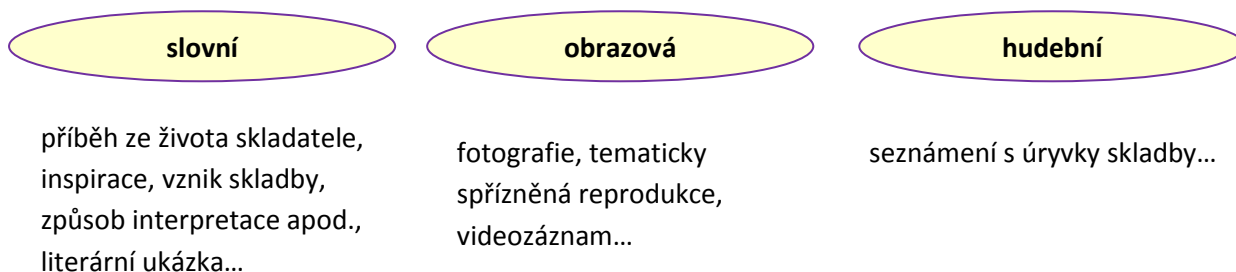 slovní
příběh ze života skladatele,
inspirace, vznik skladby,
způsob interpretace apod.,
literární ukázka…
obrazová
fotografie, tematicky
spřízněná reprodukce,
videozáznam…
hudební
seznámení s úryvky skladby…